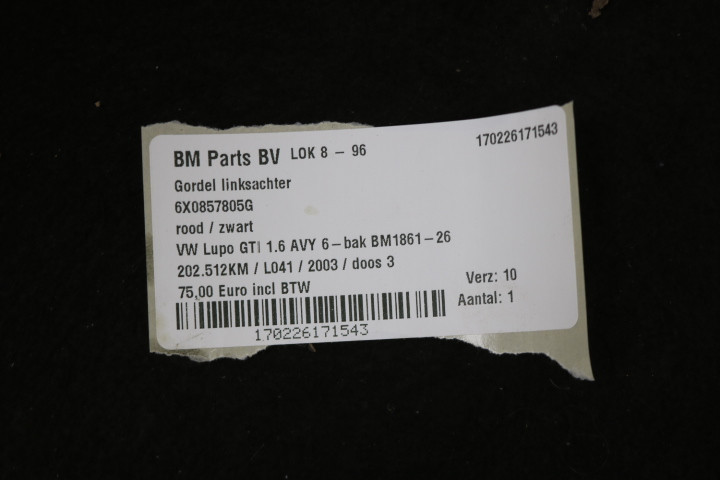 BM Parts BV LOK 8 - 96 170226171543
Gordel linksachter
6X0857805G
rood / zwart
VW Lupo GTI 1.6 AVY 6-bak BM1861-26
202.512KM / L041 / 2003 / doos 3
75,00 Euro incl BTW
Verz: 10
Aantal: 1
170226171543